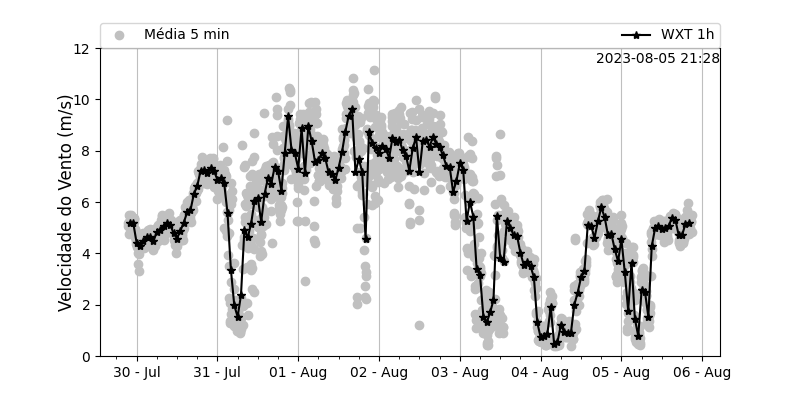 Média 5 min
WXT 1h
2023-08-05 21:28
Velocidade do Vento (m/s)
12
10
8
6
4
2
0
30 - Jul
31 - Jul
01 - Aug
02 - Aug
03 - Aug
04 - Aug
05 - Aug
06 - Aug